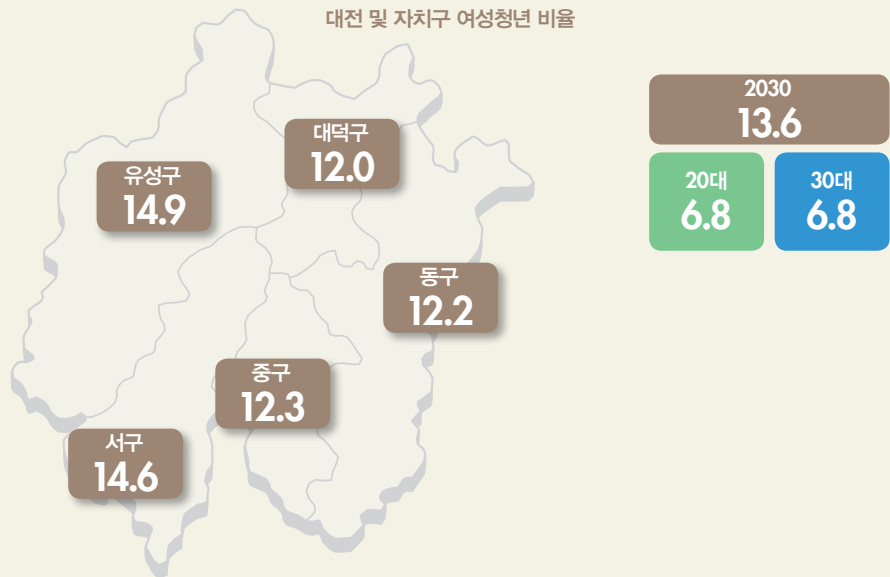 대전 및 자치구 여성청년 비율
2030
13.6
20대
6.8
30대
6.8
대덕구
12.0
유성구
14.9
동구
12.2
중구
12.3
서구
14.6